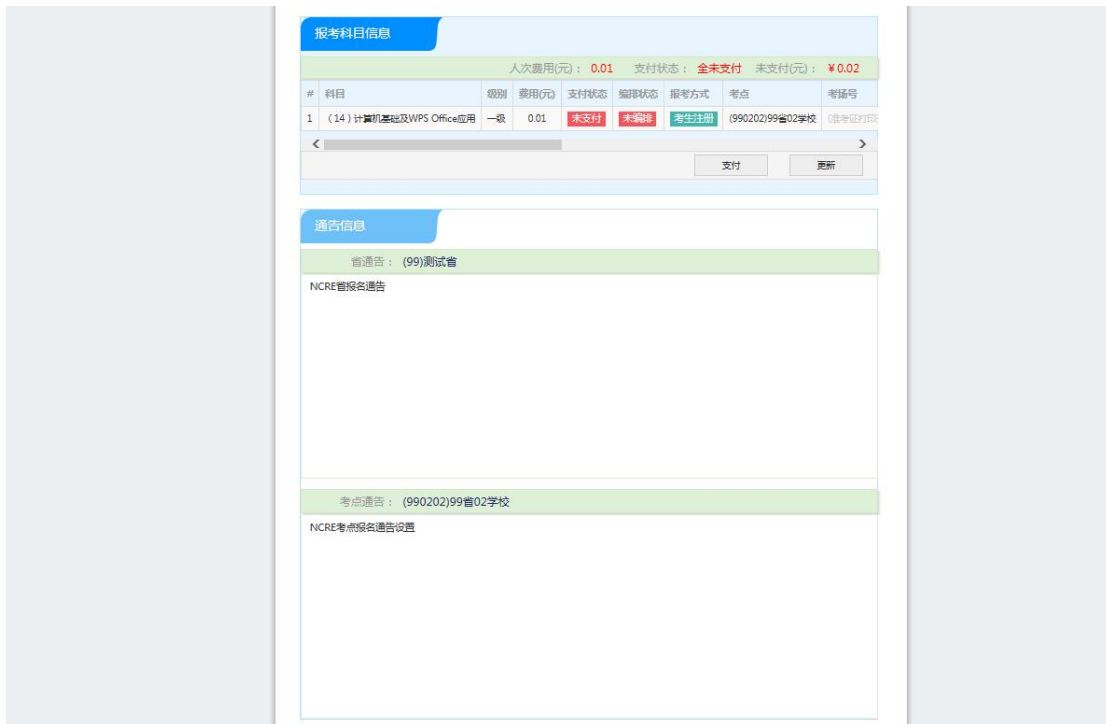 报考科目信息
人次费用(元)： 0.01 支付状态： 全未支付 未支付(元)： ￥0.02
# 科目 级别 费用(元) 支付状态 编排状态 报考方式 考点 考场号
1 （14）计算机基础及WPS Office应用 一级 0.01 未支付 未编排 考生注册 (990202)99省02学校 (准考证打印
支付 更新
通告信息
省通告： (99)测试省
NCRE省报名通告
考点通告： (990202)99省02学校
NCRE考点报名通告设置